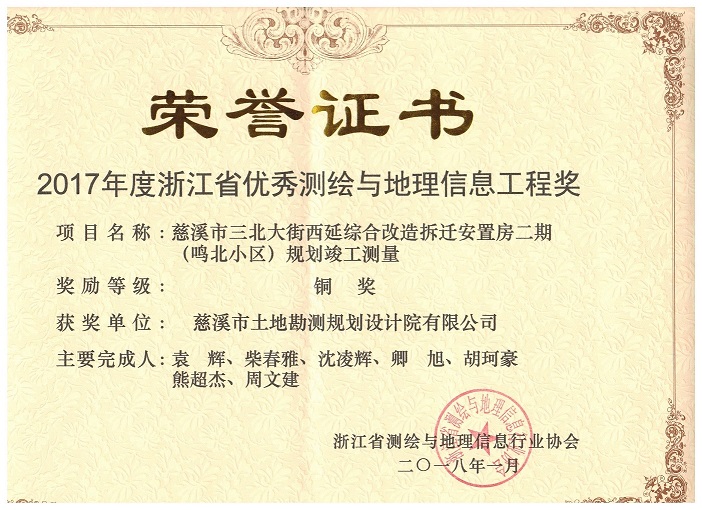 荣誉证书
2017年度浙江省优秀测绘与地理信息工程奖
项目名称：慈溪市三北大街西延综合改造拆迁安置房二期
（鸣北小区）规划竣工测量
奖励等级：铜 奖
获奖单位：慈溪市土地勘测规划设计院有限公司
主要完成人：袁 辉、柴春雅、沈凌辉、卿 旭、胡珂豪
熊超杰、周文建
浙江省测绘与地理信息行业协会
浙江省测绘与地理信息行业协会
二〇一八年一月